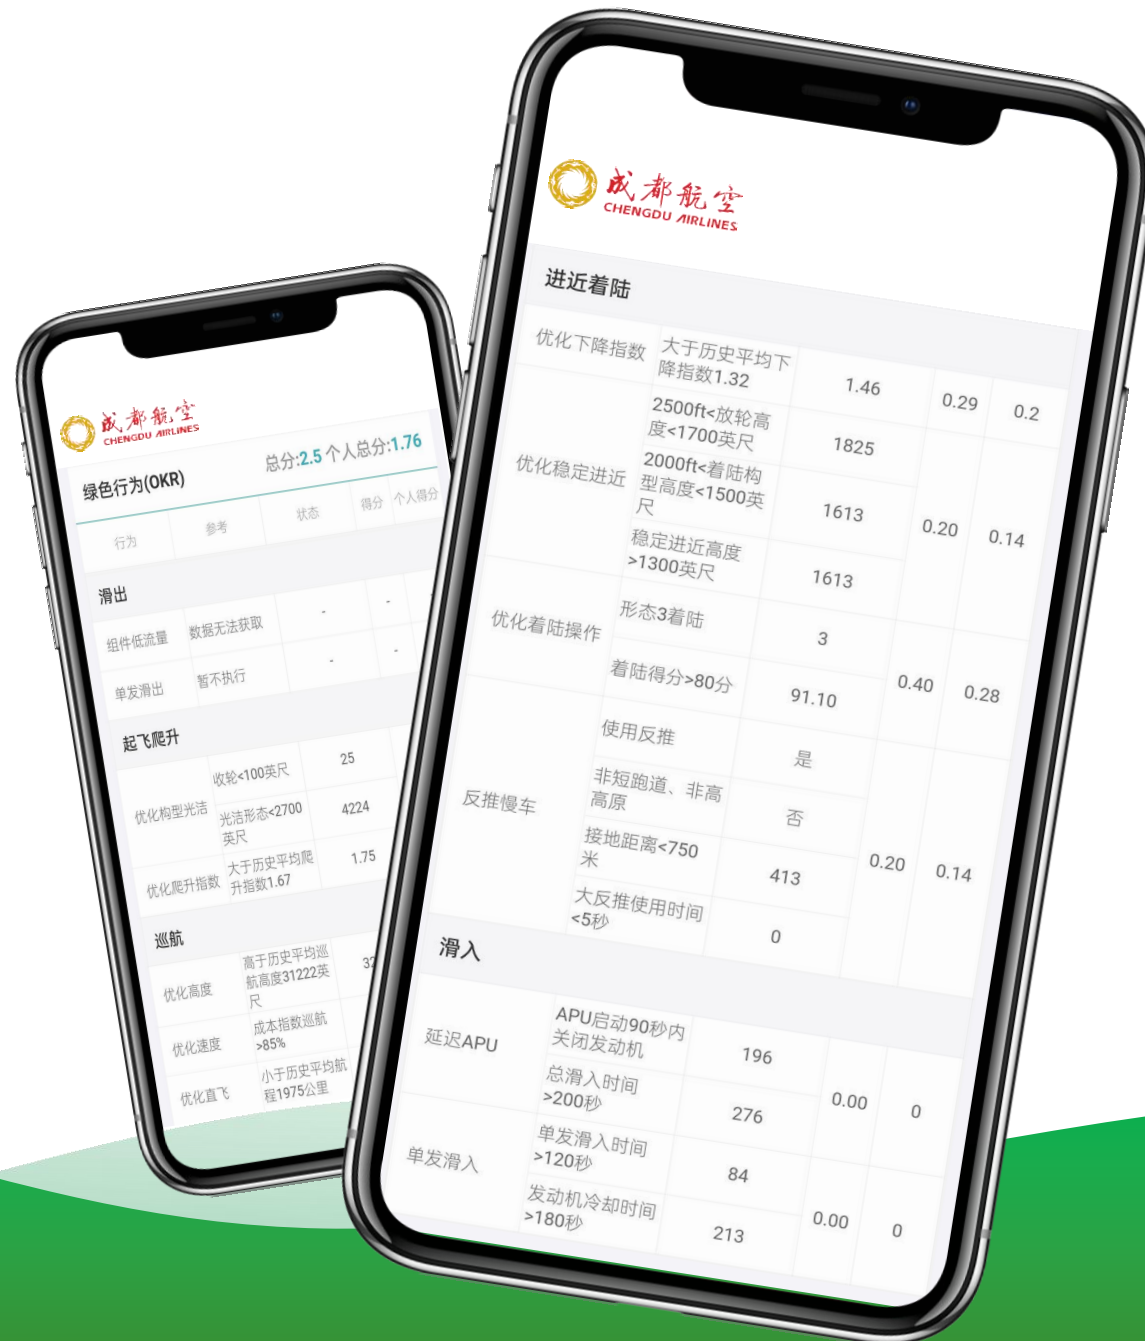 成都航空
CHENGDU AIRLINES
绿色行为(OKR)
总分:2.5 个人总分:1.76
行为 参考 状态 得分 个人得分
滑出
组件低流量 数据无法获取 - -
单发滑出 暂不执行 - -
起飞爬升
优化构型光洁
收轮<100英尺 25
光洁形态<2700
英尺
4224
优化爬升指数
大于历史平均爬
升指数1.67
1.75
巡航
优化高度
高于历史平均巡
航高度31222英
尺
优化速度
成本指数巡航
>85%
优化直飞
小于历史平均航
程1975公里
成都航空
CHENGDU AIRLINES
进近着陆
优化下降指数
大于历史平均下
降指数1.32
1.46 0.29 0.2
优化稳定进近
2500ft<放轮高
度<1700英尺
1825
2000ft<着陆构
型高度<1500英
尺
1613
稳定进近高度
>1300英尺
1613
0.20 0.14
优化着陆操作
形态3着陆 3
着陆得分>80分 91.10
0.40 0.28
反推慢车
使用反推 是
非短跑道、非高
高原
否
接地距离<750
米
413
大反推使用时间
<5秒
0
0.20 0.14
滑入
延迟APU
APU启动90秒内
关闭发动机
196
总滑入时间
>200秒
276
0.00 0
单发滑入
单发滑入时间
>120秒
84
发动机冷却时间
>180秒
213
0.00 0